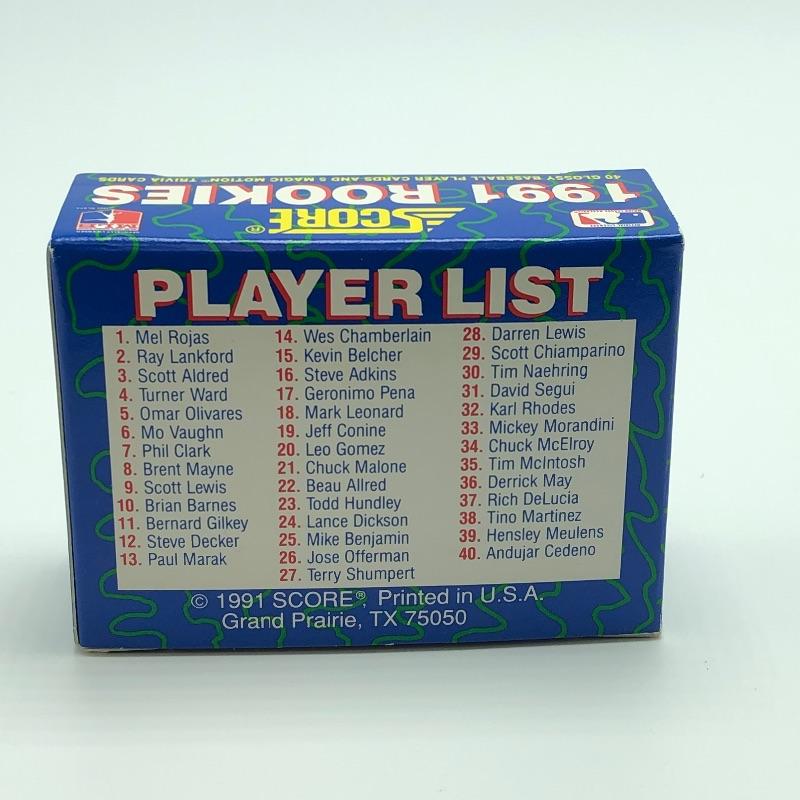 40 GLOSSY BASEBALL PLAYER CARDS AND 5 MAGIC MOTION™ TRIVIA CARDS
1991 ROOKIES
SCORE®
PLAYER LIST
1. Mel Rojas
2. Ray Lankford
3. Scott Aldred
4. Turner Ward
5. Omar Olivares
6. Mo Vaughn
7. Phil Clark
8. Brent Mayne
9. Scott Lewis
10. Brian Barnes
11. Bernard Gilkey
12. Steve Decker
13. Paul Marak
14. Wes Chamberlain
15. Kevin Belcher
16. Steve Adkins
17. Geronimo Pena
18. Mark Leonard
19. Jeff Conine
20. Leo Gomez
21. Chuck Malone
22. Beau Allred
23. Todd Hundley
24. Lance Dickson
25. Mike Benjamin
26. Jose Offerman
27. Terry Shumpert
28. Darren Lewis
29. Scott Chiamparino
30. Tim Naehring
31. David Segui
32. Karl Rhodes
33. Mickey Morandini
34. Chuck McElroy
35. Tim McIntosh
36. Derrick May
37. Rich DeLucia
38. Tino Martinez
39. Hensley Meulens
40. Andujar Cedeno
© 1991 SCORE®, Printed in U.S.A.
Grand Prairie, TX 75050